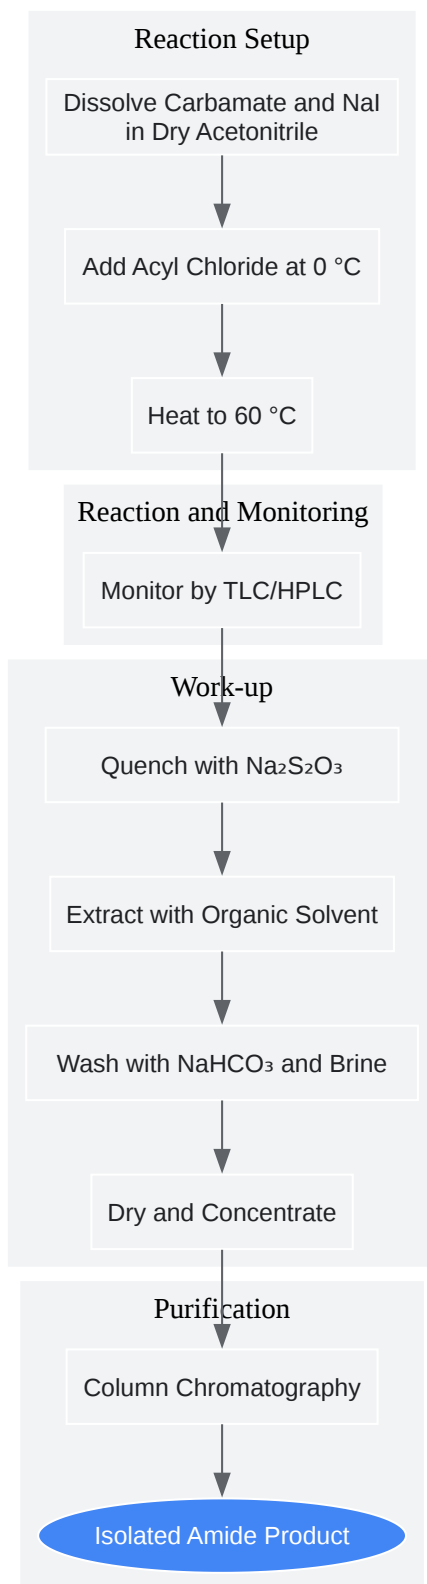 Reaction Setup
Dissolve Carbamate and NaI
in Dry Acetonitrile
Add Acyl Chloride at 0 °C
Heat to 60 °C
Reaction and Monitoring
Monitor by TLC/HPLC
Work-up
Quench with Na₂S₂O₃
Extract with Organic Solvent
Wash with NaHCO₃ and Brine
Dry and Concentrate
Purification
Column Chromatography
Isolated Amide Product